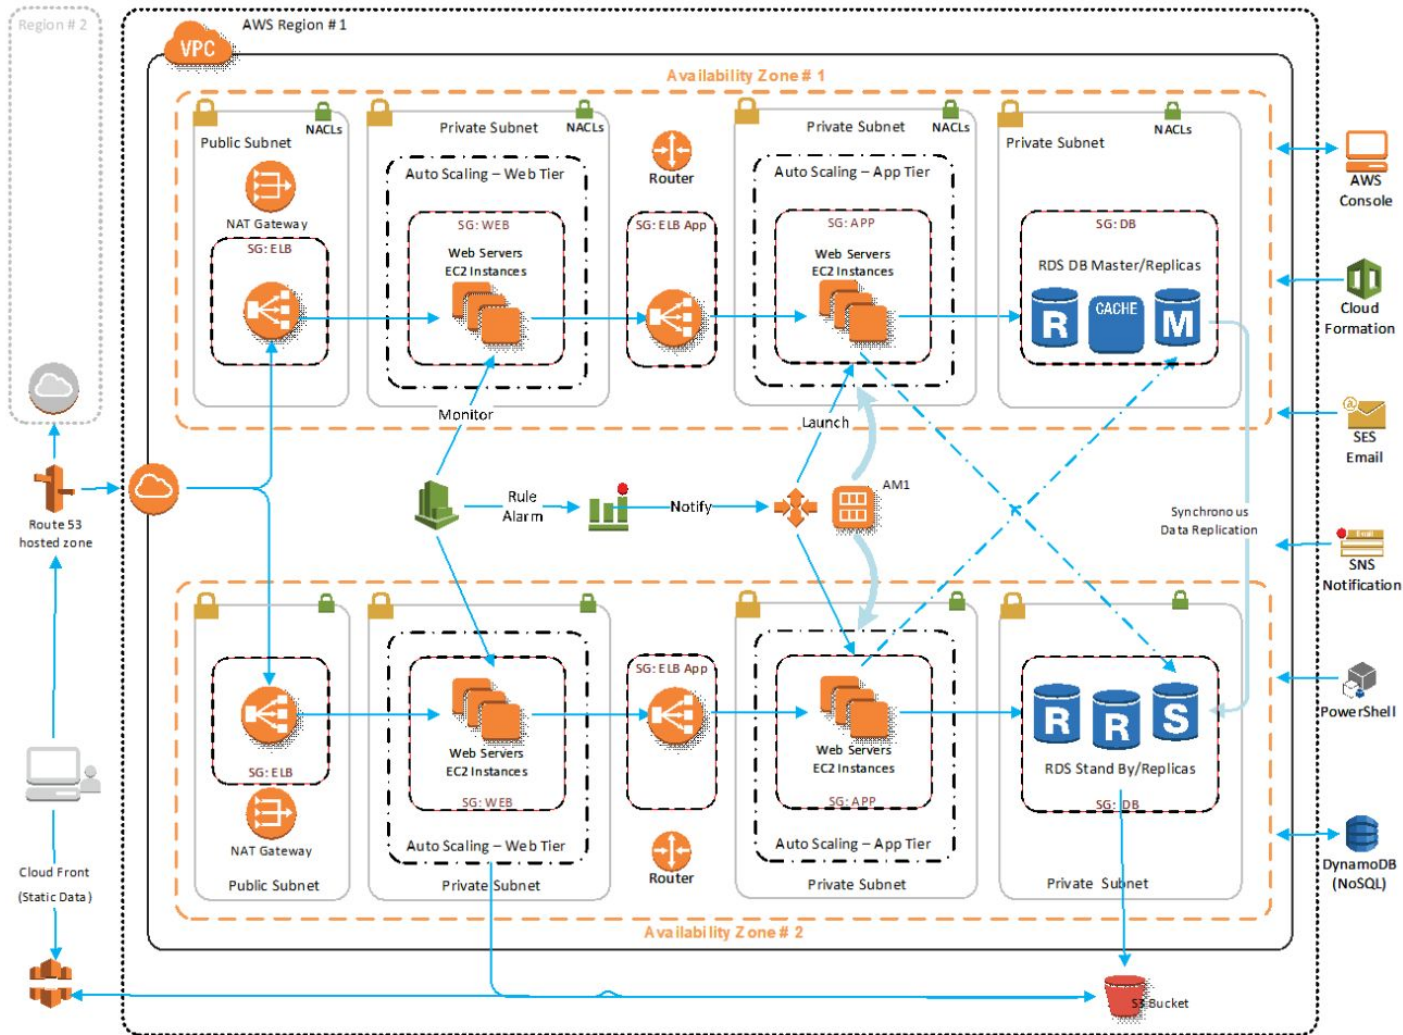 Region # 2
AWS Region # 1
VPC
Availability Zone # 1
NACLs
Public Subnet
NAT Gateway
SG: ELB
Private Subnet
NACLs
Auto Scaling – Web Tier
SG: WEB
Web Servers
EC2 Instances
Router
SG: ELB App
Private Subnet
NACLs
Auto Scaling – App Tier
SG: APP
Web Servers
EC2 Instances
NACLs
Private Subnet
SG: DB
RDS DB Master/Replicas
R
CACHE
M
AWS
Console
Cloud
Formation
@
SES
Email
Monitor
Launch
Rule
Alarm
Notify
AM1
Synchronous
Data Replication
Route 53
hosted zone
Email
SNS
Notification
SG: ELB
NAT Gateway
Public Subnet
Web Servers
EC2 Instances
SG: WEB
Auto Scaling – Web Tier
Private Subnet
SG: ELB App
Router
Web Servers
EC2 Instances
SG: APP
Auto Scaling – App Tier
Private Subnet
R
R
S
RDS Stand By/Replicas
SG: DB
Private Subnet
PowerShell
DynamoDB
(NoSQL)
Cloud Front
(Static Data)
Availability Zone # 2
S3 Bucket